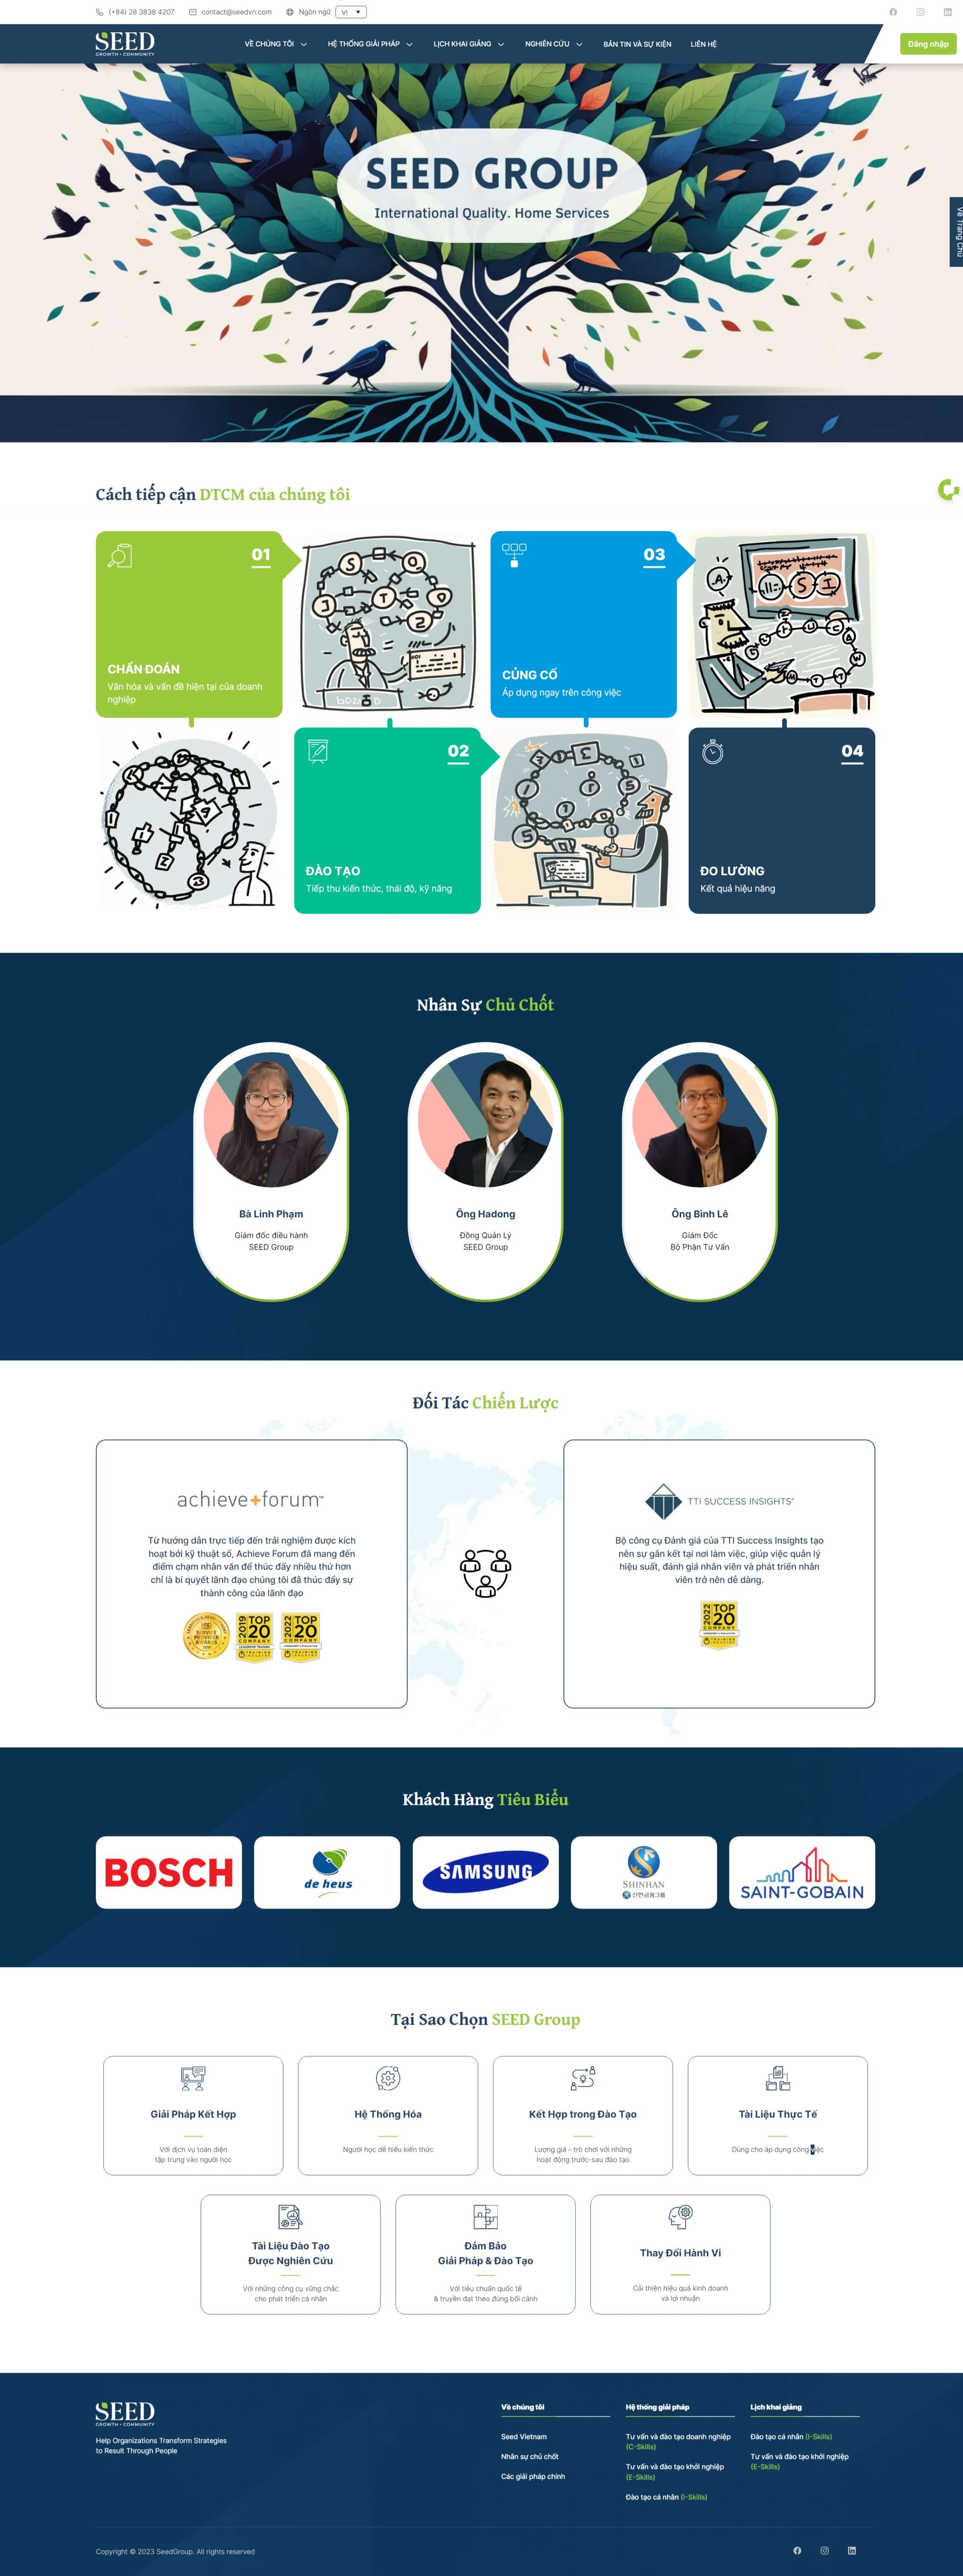 (+84) 28 3838 4207
contact@seedvn.com
Ngôn ngữ
VI
SEED
GROWTH • COMMUNITY
VỀ CHÚNG TÔI
HỆ THỐNG GIẢI PHÁP
LỊCH KHAI GIẢNG
NGHIÊN CỨU
BẢN TIN VÀ SỰ KIỆN
LIÊN HỆ
Đăng nhập
SEED GROUP
International Quality. Home Services
Về Trang Chủ
Cách tiếp cận DTCM của chúng tôi
01
CHẨN ĐOÁN
Văn hóa và vấn đề hiện tại của doanh
nghiệp
03
CỦNG CỐ
Áp dụng ngay trên công việc
02
ĐÀO TẠO
Tiếp thu kiến thức, thái độ, kỹ năng
04
ĐO LƯỜNG
Kết quả hiệu năng
Nhân Sự Chủ Chốt
Bà Linh Phạm
Giám đốc điều hành
SEED Group
Ông Hadong
Đồng Quản Lý
SEED Group
Ông Bình Lê
Giám Đốc
Bộ Phận Tư Vấn
Đối Tác Chiến Lược
achieve+forum™
Từ hướng dẫn trực tiếp đến trải nghiệm được kích
hoạt bởi kỹ thuật số, Achieve Forum đã mang đến
điểm chạm nhân văn để thúc đẩy nhiều thứ hơn
chỉ là bí quyết lãnh đạo chúng tôi đã thúc đẩy sự
thành công của lãnh đạo
SERVICE
PROVIDER
AWARDS
2019
TOP
20
COMPANY
TRAINING
INDUSTRY
2022
TOP
20
COMPANY
TRAINING
INDUSTRY
TTI SUCCESS INSIGHTS®
Bộ công cụ Đánh giá của TTI Success Insights tạo
nên sự gắn kết tại nơi làm việc, giúp việc quản lý
hiệu suất, đánh giá nhân viên và phát triển nhân
viên trở nên dễ dàng.
2022
TOP
20
COMPANY
TRAINING
INDUSTRY
Khách Hàng Tiêu Biểu
BOSCH
de heus
SAMSUNG
SHINHAN
신한금융그룹
SAINT-GOBAIN
Tại Sao Chọn SEED Group
Giải Pháp Kết Hợp
Với dịch vụ toàn diện
tập trung vào người học
Hệ Thống Hóa
Người học dễ hiểu kiến thức
Kết Hợp trong Đào Tạo
Lượng giá – trò chơi với những
hoạt động trước-sau đào tạo
Tài Liệu Thực Tế
Dùng cho áp dụng công việc
Tài Liệu Đào Tạo
Được Nghiên Cứu
Với những công cụ vững chắc
cho phát triển cá nhân
Đảm Bảo
Giải Pháp & Đào Tạo
Với tiêu chuẩn quốc tế
& truyền đạt theo đúng bối cảnh
Thay Đổi Hành Vi
Cải thiện hiệu quả kinh doanh
và lợi nhuận
SEED
GROWTH • COMMUNITY
Help Organizations Transform Strategies
to Result Through People
Về chúng tôi
Seed Vietnam
Nhân sự chủ chốt
Các giải pháp chính
Hệ thống giải pháp
Tư vấn và đào tạo doanh nghiệp
(C-Skills)
Tư vấn và đào tạo khởi nghiệp
(E-Skills)
Đào tạo cá nhân (I-Skills)
Lịch khai giảng
Đào tạo cá nhân (I-Skills)
Tư vấn và đào tạo khởi nghiệp
(E-Skills)
Copyright © 2023 SeedGroup. All rights reserved